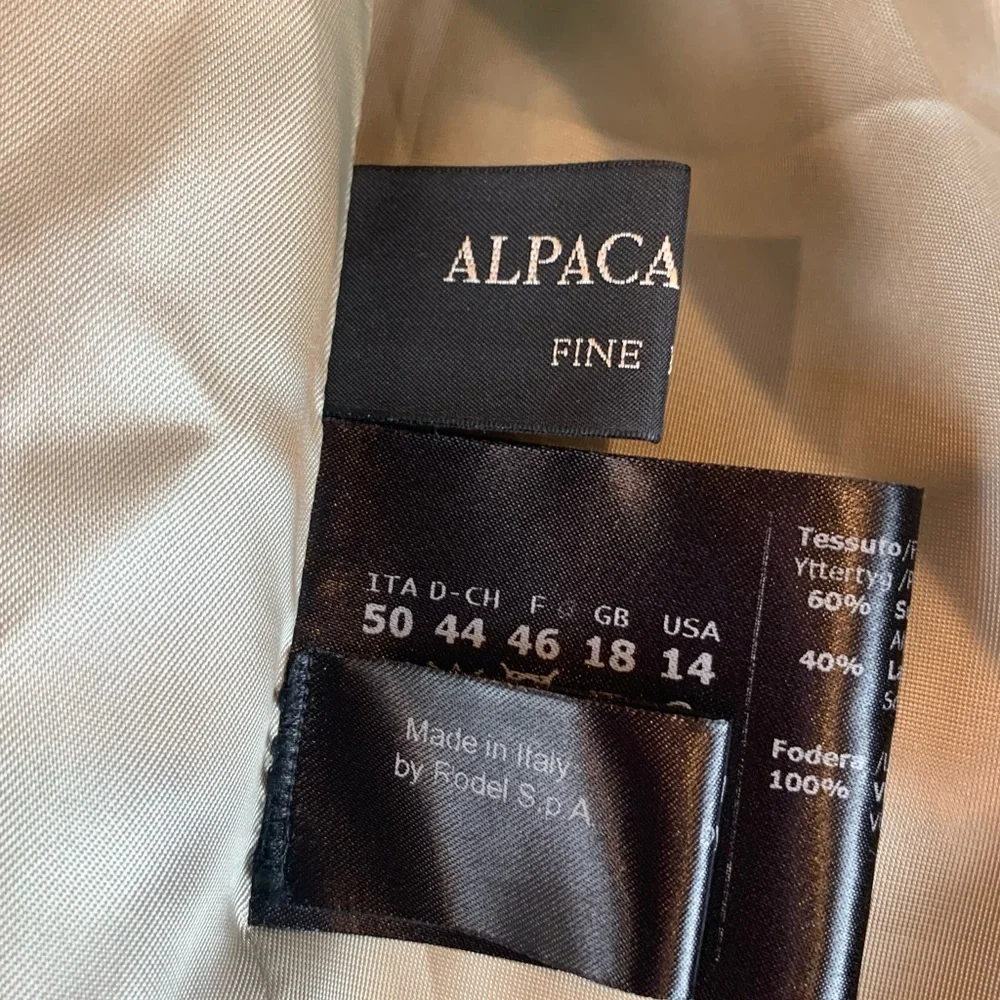 ALPACA
FINE
ITA D-CH F GB USA
50 44 46 18 14
Made in Italy
by Rodel S.p.A.
Tessuto/
Yttertyg /
60%
40%
Fodera /
100%